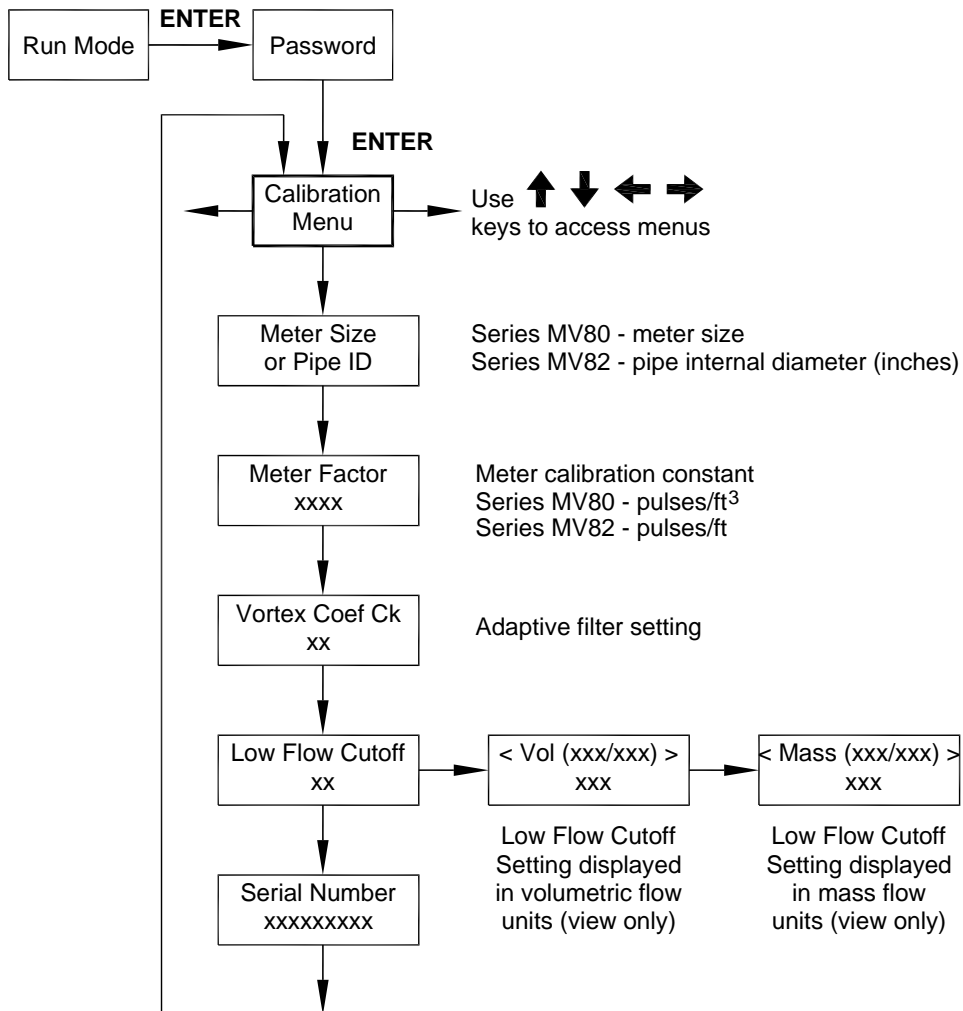 ENTER
Run Mode
Password
ENTER
Calibration
Menu
Use
keys to access menus
Meter Size
or Pipe ID
Series MV80 - meter size
Series MV82 - pipe internal diameter (inches)
Meter Factor
xxxx
Meter calibration constant
Series MV80 - pulses/ft3
Series MV82 - pulses/ft
Vortex Coef Ck
xx
Adaptive filter setting
Low Flow Cutoff
xx
< Vol (xxx/xxx) >
xxx
< Mass (xxx/xxx) >
xxx
Low Flow Cutoff
Setting displayed
in volumetric flow
units (view only)
Low Flow Cutoff
Setting displayed
in mass flow
units (view only)
Serial Number
xxxxxxxxx